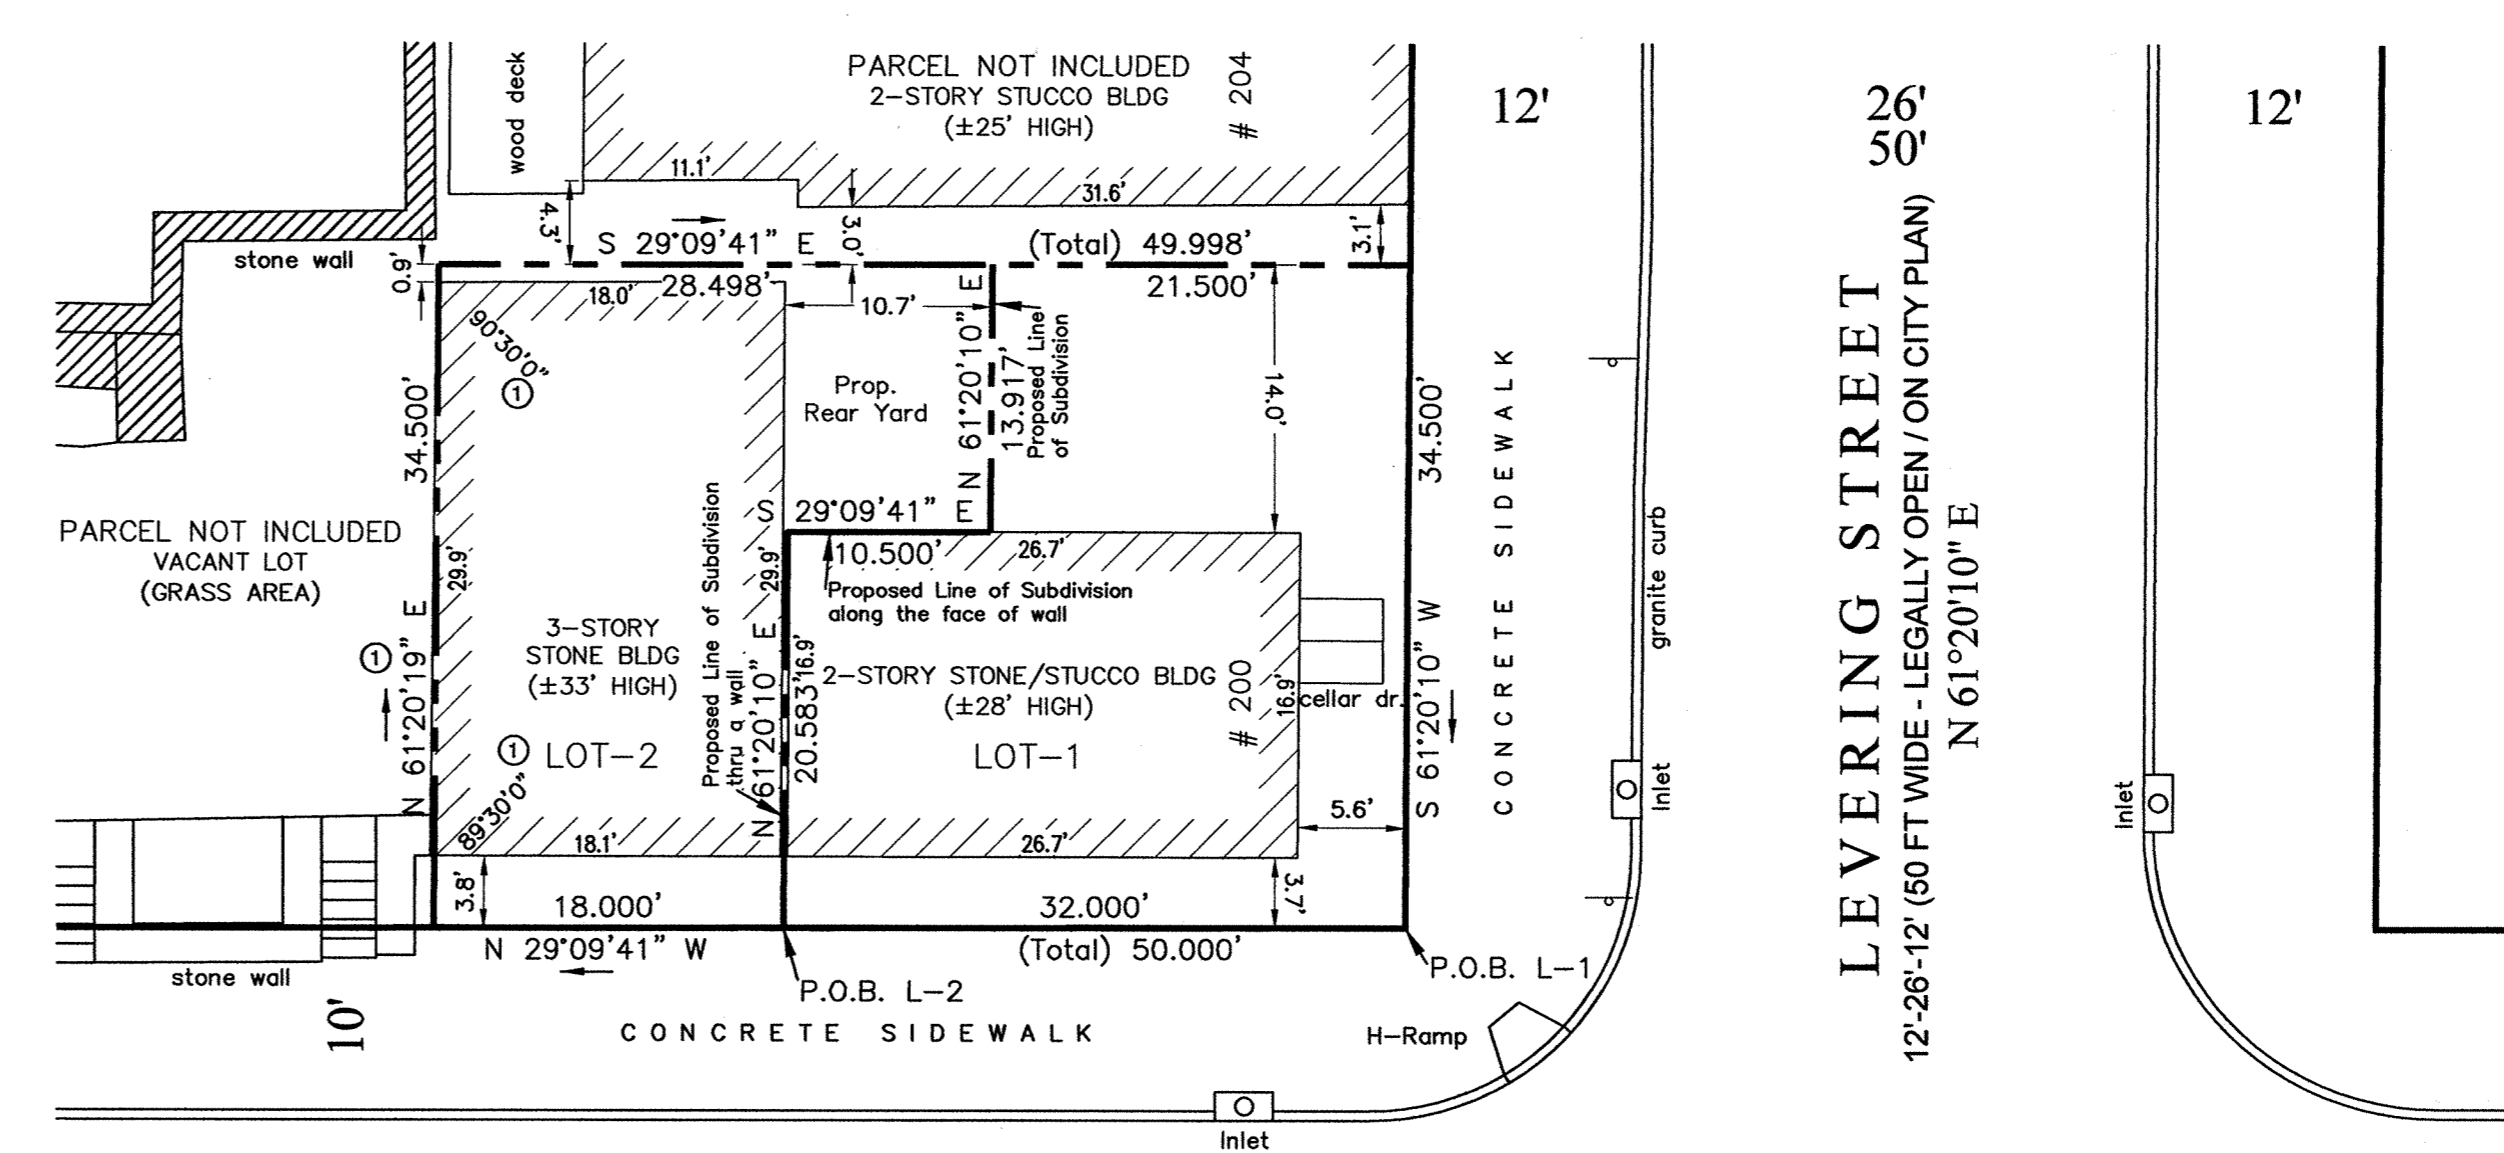 PARCEL NOT INCLUDED
2-STORY STUCCO BLDG
(±25' HIGH)
# 204
wood deck
12'
26'
50'
12'
11.1'
31.6'
4.3'
3.0'
3.1'
S 29°09'41" E
(Total) 49.998'
stone wall
0.9'
18.0'
28.498'
10.7'
21.500'
90°30'0"
1
Prop.
Rear Yard
N 61°20'10" E
13.917'
Proposed Line
of Subdivision
14.0'
34.500'
34.500'
S 29°09'41" E
10.500'
26.7'
Proposed Line of Subdivision
along the face of wall
PARCEL NOT INCLUDED
VACANT LOT
(GRASS AREA)
29.9'
29.9'
N 61°20'19" E
1
3-STORY
STONE BLDG
(±33' HIGH)
1
LOT-2
89°30'0"
18.1'
Proposed Line of Subdivision
thru a wall
N 61°20'10" E
20.583'
16.9'
2-STORY STONE/STUCCO BLDG
(±28' HIGH)
LOT-1
# 200
16.9'
cellar dr.
S 61°20'10" W
5.6'
26.7'
3.8'
3.7'
18.000'
32.000'
N 29°09'41" W
(Total) 50.000'
stone wall
P.O.B. L-2
P.O.B. L-1
10'
CONCRETE SIDEWALK
H-Ramp
Inlet
CONCRETE SIDEWALK
granite curb
Inlet
LEVERING STREET
12'-26'-12' (50 FT WIDE - LEGALLY OPEN / ON CITY PLAN)
N 61°20'10" E
Inlet